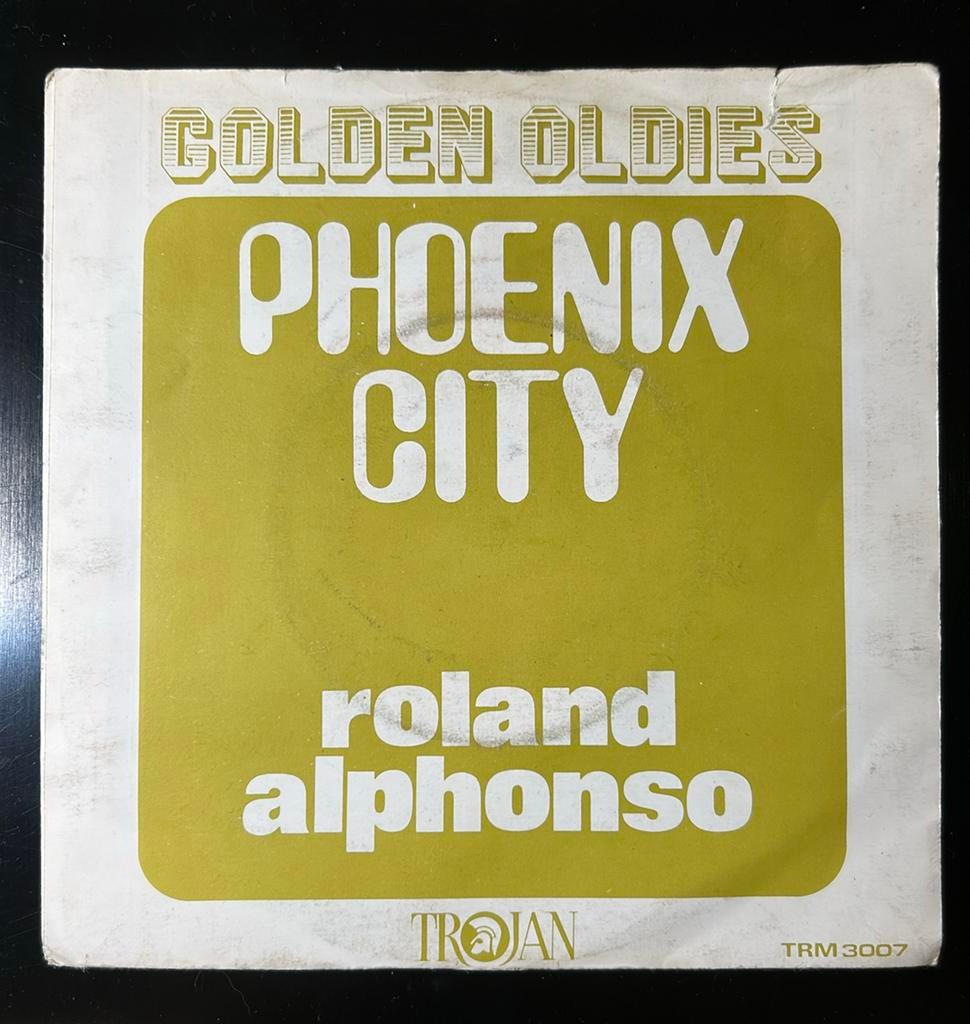 GOLDEN OLDIES
PHOENIX
CITY
roland
alphonso
TROJAN
TRM 3007